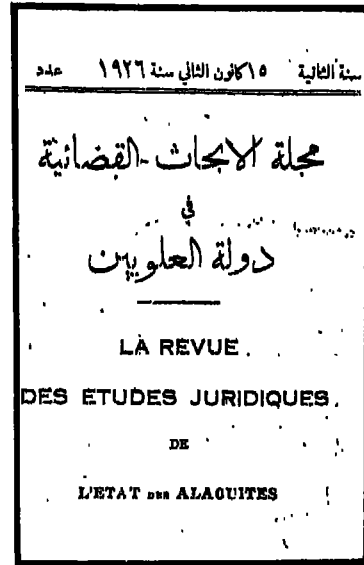 سنة الثانية ١٥ كانون الثاني سنة ١٩٢٦ عدد
مجلة الابحاث القضائية
في
دولة العلويين
LA REVUE
DES ETUDES JURIDIQUES
DE
L'ETAT DES ALAOUITES